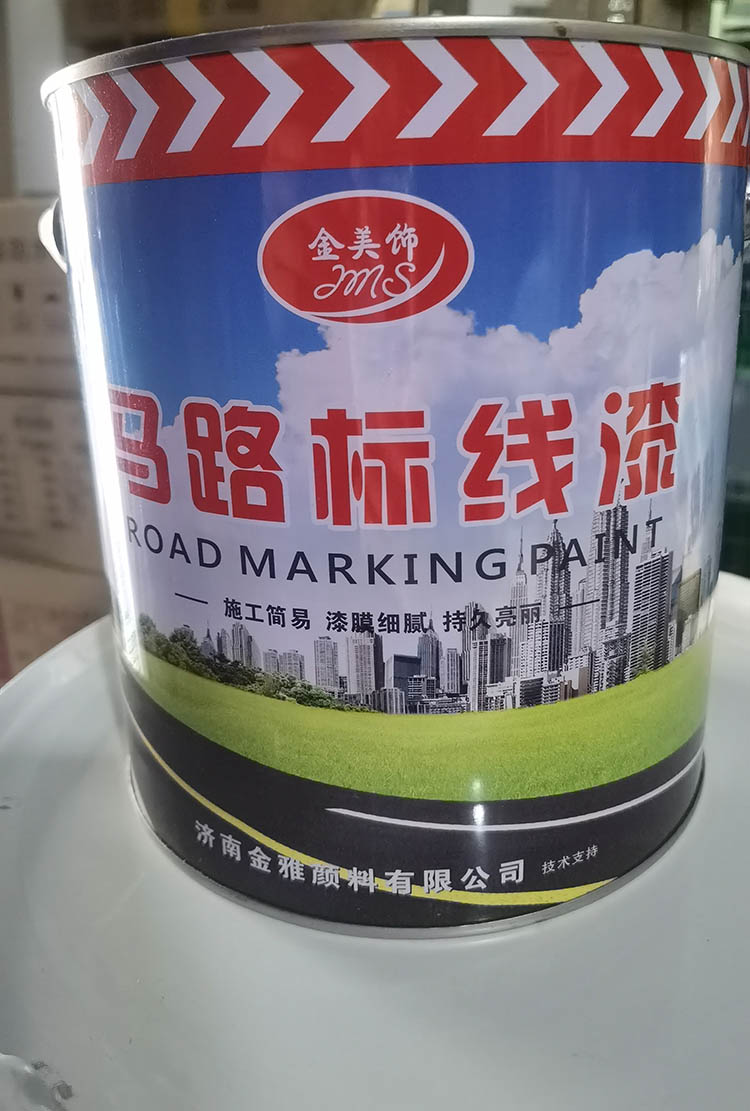 金美饰
JMS
马路标线漆
ROAD MARKING PAINT
施工简易 漆膜细腻 持久亮丽
济南金雅颜料有限公司 技术支持